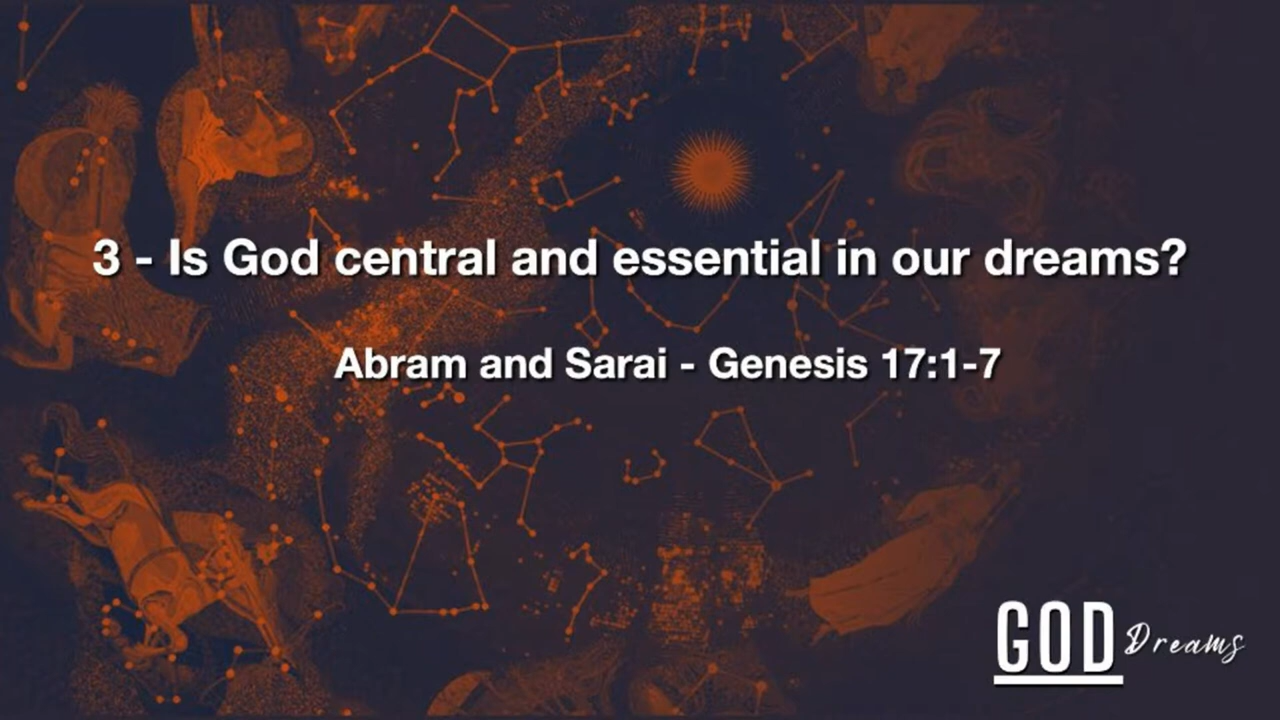 3 - Is God central and essential in our dreams?
Abram and Sarai - Genesis 17:1-7
GOD Dreams